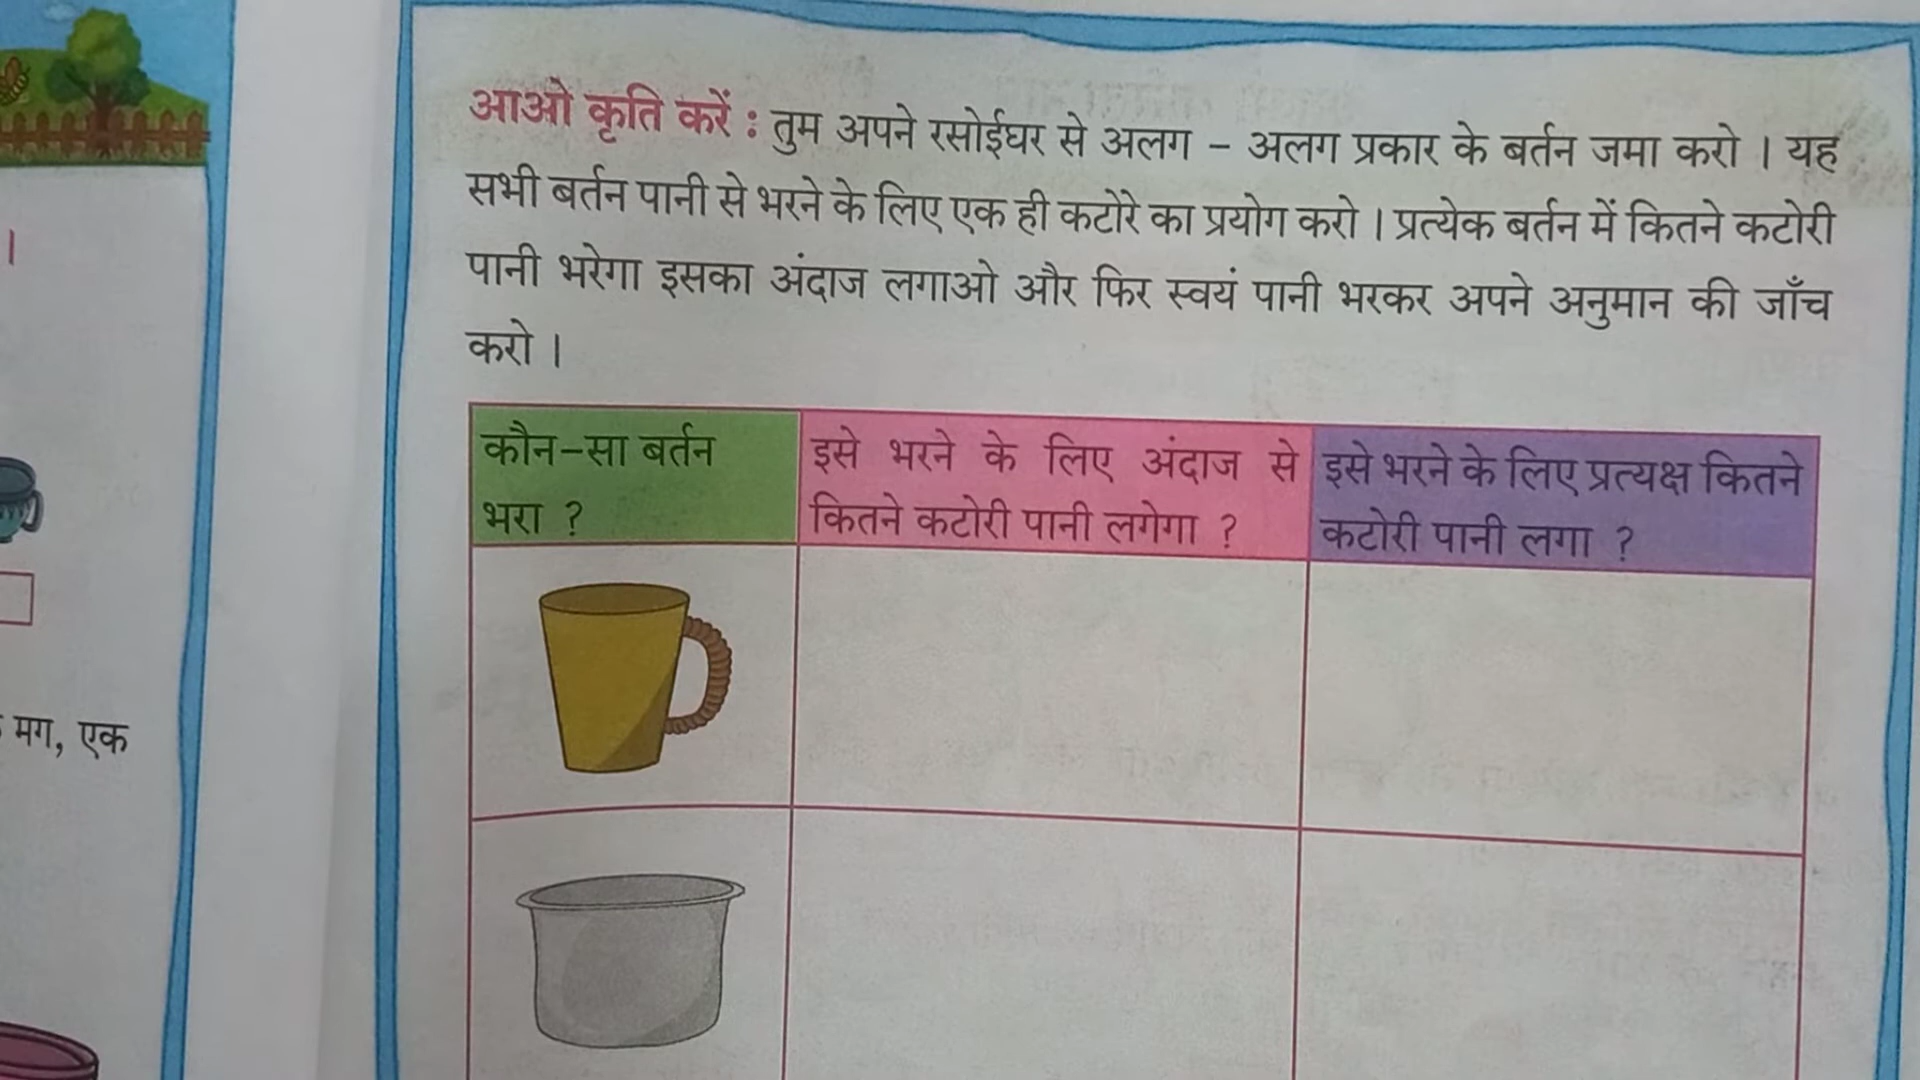 आओ कृति करें : तुम अपने रसोईघर से अलग – अलग प्रकार के बर्तन जमा करो । यह
सभी बर्तन पानी से भरने के लिए एक ही कटोरे का प्रयोग करो । प्रत्येक बर्तन में कितने कटोरी
पानी भरेगा इसका अंदाज लगाओ और फिर स्वयं पानी भरकर अपने अनुमान की जाँच
करो ।
कौन-सा बर्तन
भरा ?
इसे भरने के लिए अंदाज से
कितने कटोरी पानी लगेगा ?
इसे भरने के लिए प्रत्यक्ष कितने
कटोरी पानी लगा ?
।
मग, एक